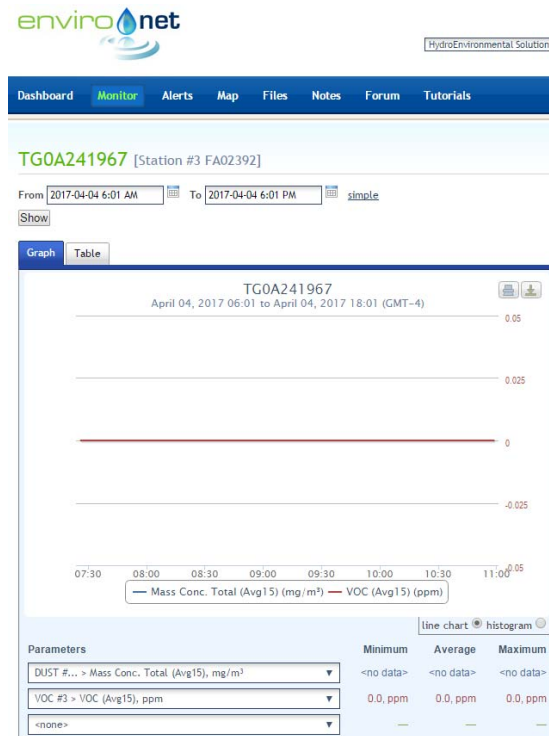 environet
HydroEnvironmental Solution
Dashboard Monitor Alerts Map Files Notes Forum Tutorials
TG0A241967 [Station #3 FA02392]
From 2017-04-04 6:01 AM To 2017-04-04 6:01 PM simple
Show
Graph Table
TG0A241967
April 04, 2017 06:01 to April 04, 2017 18:01 (GMT-4)
0.05
0.025
0
-0.025
-0.05
07:30 08:00 08:30 09:00 09:30 10:00 10:30 11:00
Mass Conc. Total (Avg15) (mg/m³) VOC (Avg15) (ppm)
line chart histogram
Parameters Minimum Average Maximum
DUST #... > Mass Conc. Total (Avg15), mg/m³ <no data> <no data> <no data>
VOC #3 > VOC (Avg15), ppm 0.0, ppm 0.0, ppm 0.0, ppm
<none> — — —